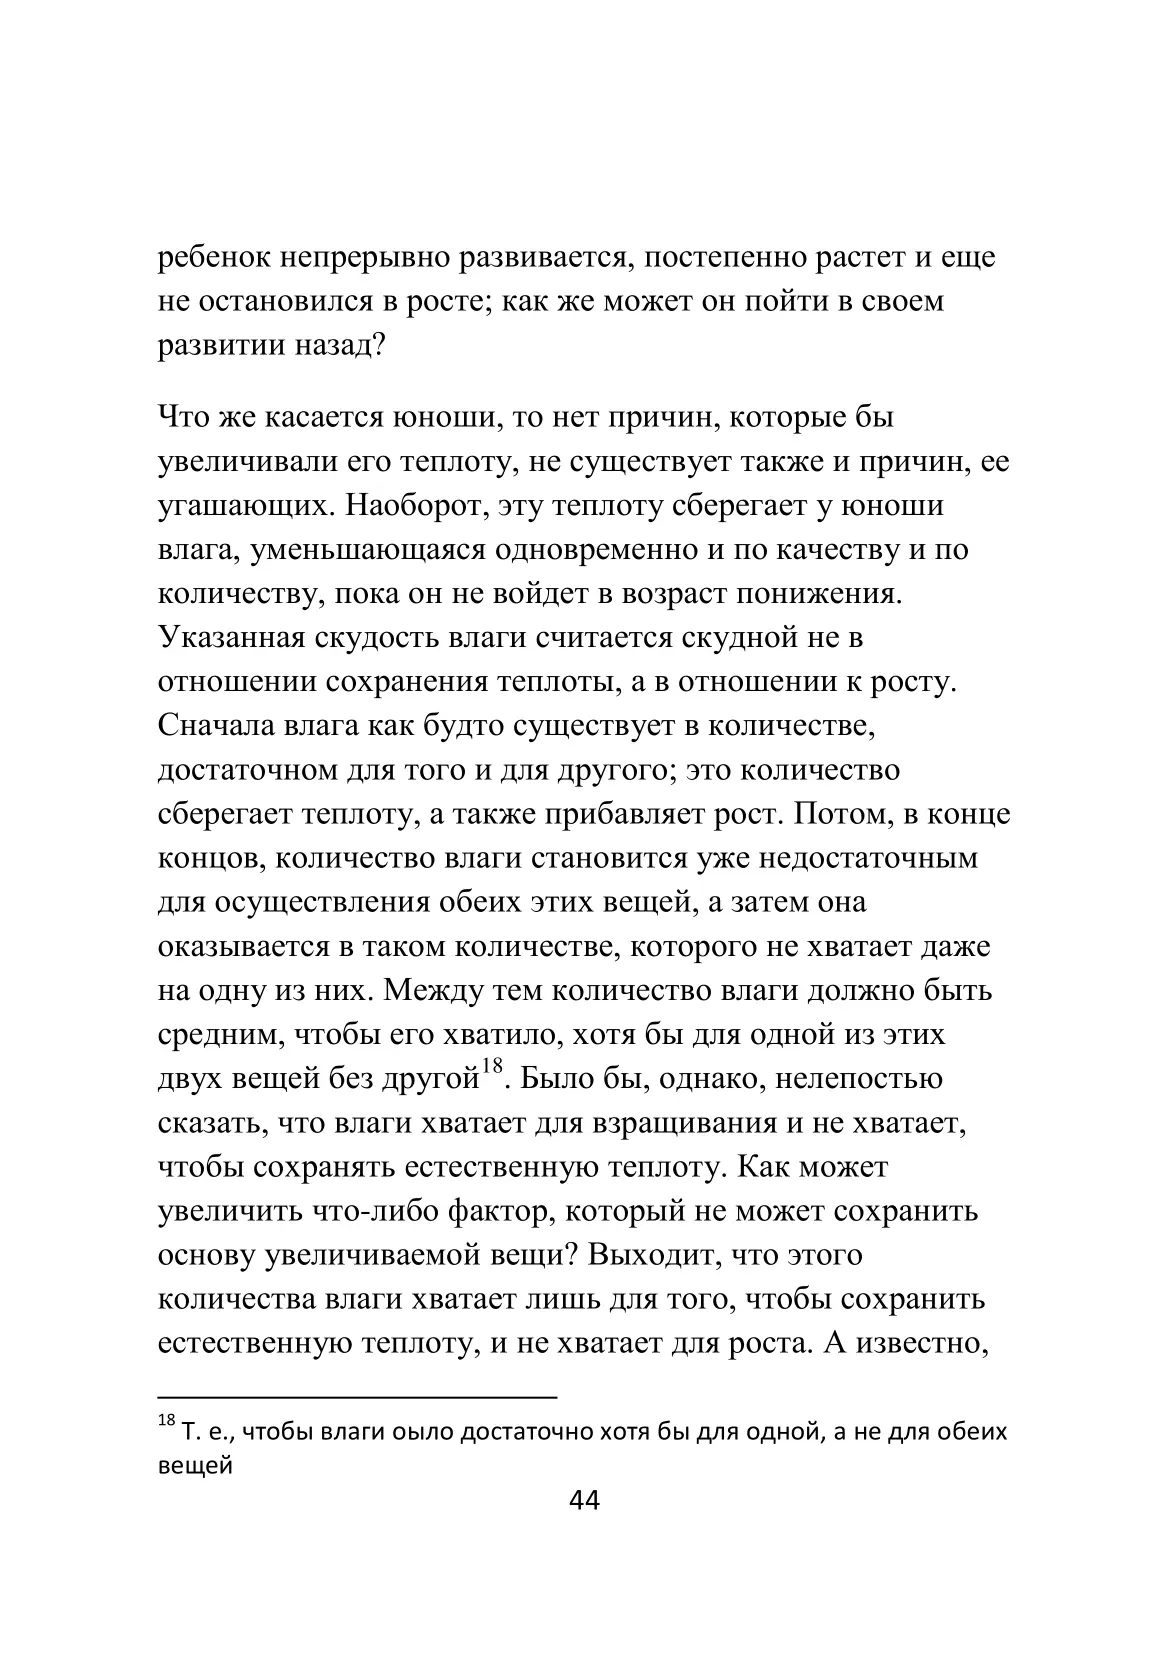 ребенок непрерывно развивается, постепенно растет и еще
не остановился в росте; как же может он пойти в своем
развитии назад?
Что же касается юноши, то нет причин, которые бы
увеличивали его теплоту, не существует также и причин, ее
угашающих. Наоборот, эту теплоту сберегает у юноши
влага, уменьшающаяся одновременно и по качеству и по
количеству, пока он не войдет в возраст понижения.
Указанная скудость влаги считается скудной не в
отношении сохранения теплоты, а в отношении к росту.
Сначала влага как будто существует в количестве,
достаточном для того и для другого; это количество
сберегает теплоту, а также прибавляет рост. Потом, в конце
концов, количество влаги становится уже недостаточным
для осуществления обеих этих вещей, а затем она
оказывается в таком количестве, которого не хватает даже
на одну из них. Между тем количество влаги должно быть
средним, чтобы его хватило, хотя бы для одной из этих
двух вещей без другой18. Было бы, однако, нелепостью
сказать, что влаги хватает для взращивания и не хватает,
чтобы сохранять естественную теплоту. Как может
увеличить что-либо фактор, который не может сохранить
основу увеличиваемой вещи? Выходит, что этого
количества влаги хватает лишь для того, чтобы сохранить
естественную теплоту, и не хватает для роста. А известно,
18 Т. е., чтобы влаги оыло достаточно хотя бы для одной, а не для обеих
вещей
44